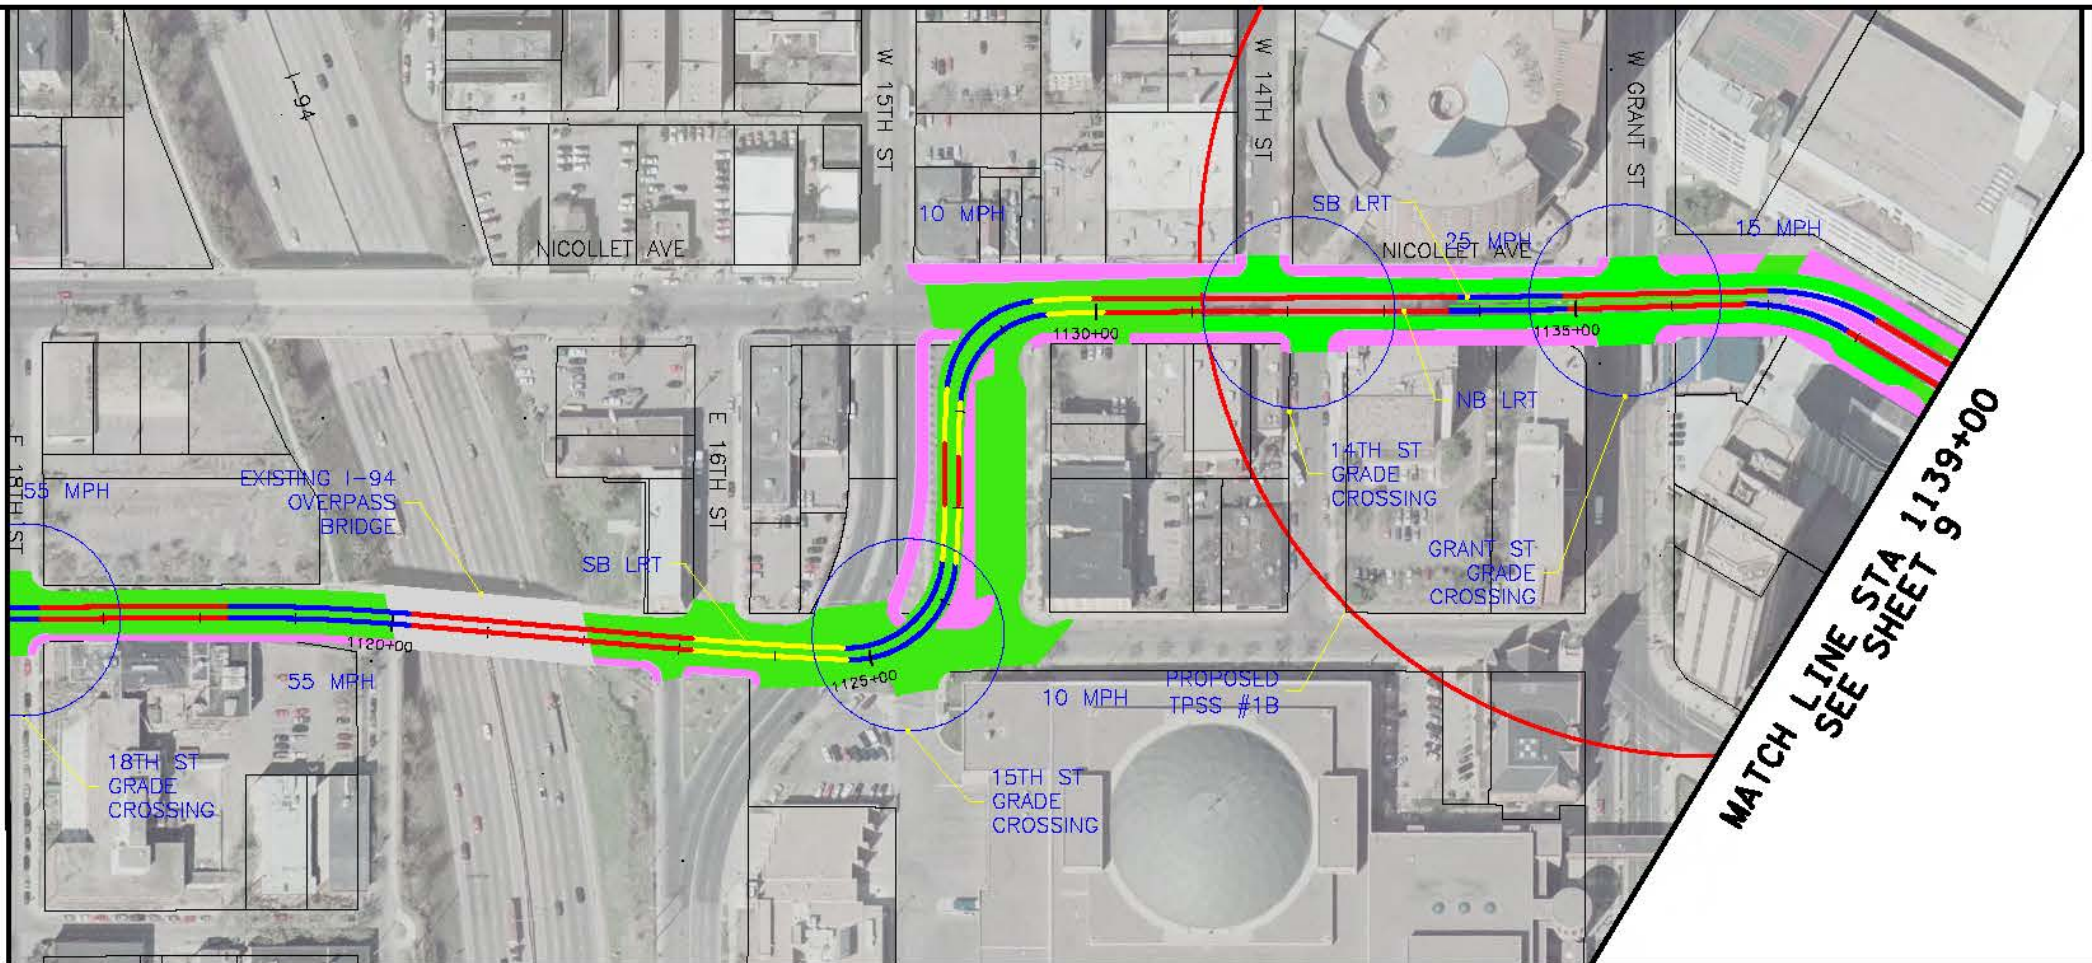 I-94
W 15TH ST
W 14TH ST
W GRANT ST
10 MPH
SB LRT
25 MPH
15 MPH
NICOLLET AVE
NICOLLET AVE
1130+00
1135+00
NB LRT
E 16TH ST
14TH ST
GRADE
CROSSING
E 18TH ST
55 MPH
EXISTING I-94
OVERPASS
BRIDGE
SB LRT
GRANT ST
GRADE
CROSSING
MATCH LINE STA 1139+00
SEE SHEET 9
1120+00
55 MPH
1125+00
10 MPH
PROPOSED
TPSS #1B
18TH ST
GRADE
CROSSING
15TH ST
GRADE
CROSSING